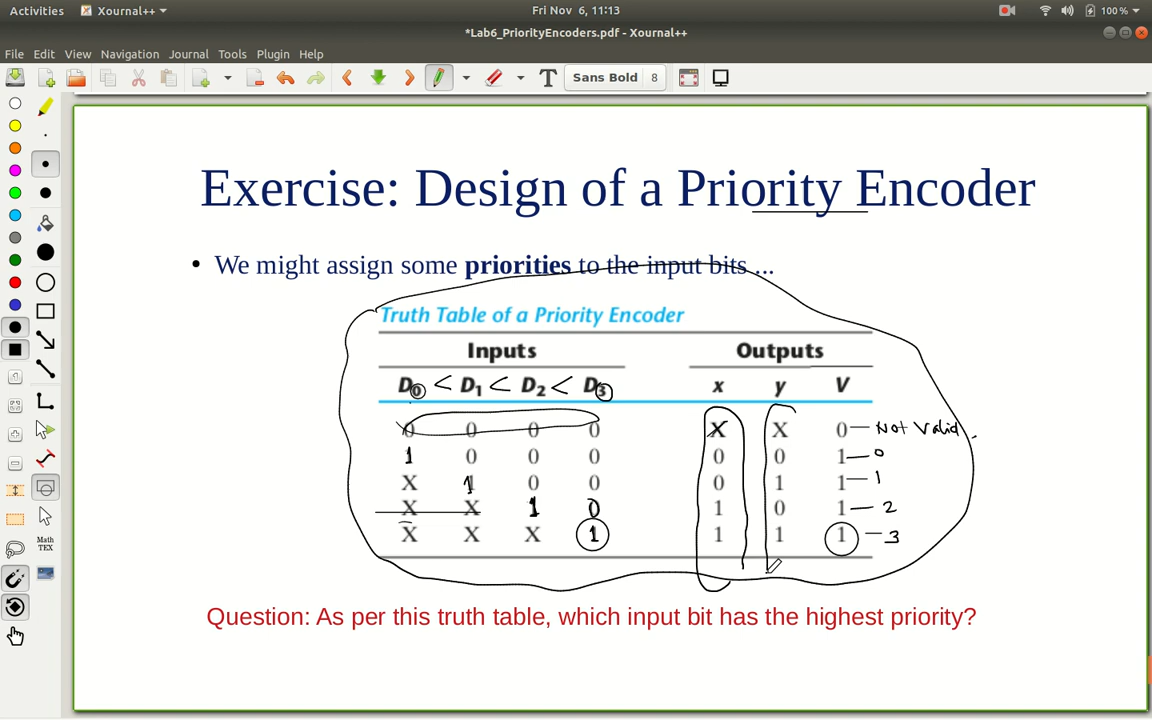 Activities Xournal++ Fri Nov 6, 11:13 100 %
*Lab6_PriorityEncoders.pdf - Xournal++
File Edit View Navigation Journal Tools Plugin Help
Sans Bold 8
Exercise: Design of a Priority Encoder
• We might assign some priorities to the input bits ...
Truth Table of a Priority Encoder
Inputs Outputs
D0 < D1 < D2 < D3 x y V
0 0 0 0 X X 0 — Not Valid.
1 0 0 0 0 0 1 — 0
X 1 0 0 0 1 1 — 1
X X 1 0 1 0 1 — 2
X X X 1 1 1 1 — 3
Question: As per this truth table, which input bit has the highest priority?
Math
TEX